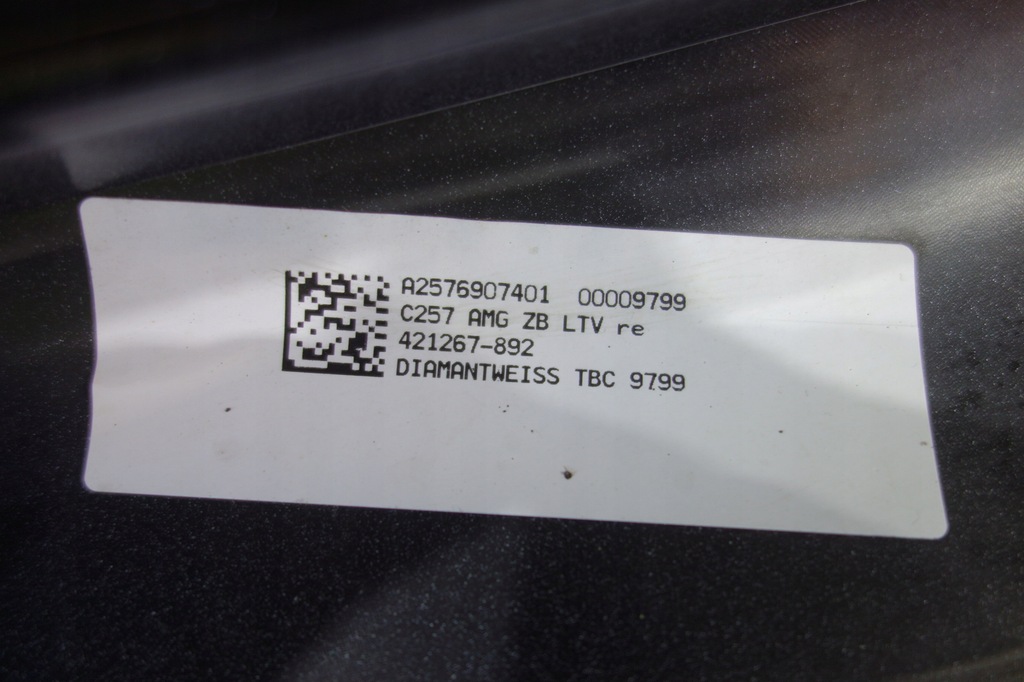 A2576907401 00009799
C257 AMG ZB LTV re
421267-892
DIAMANTWEISS TBC 9799